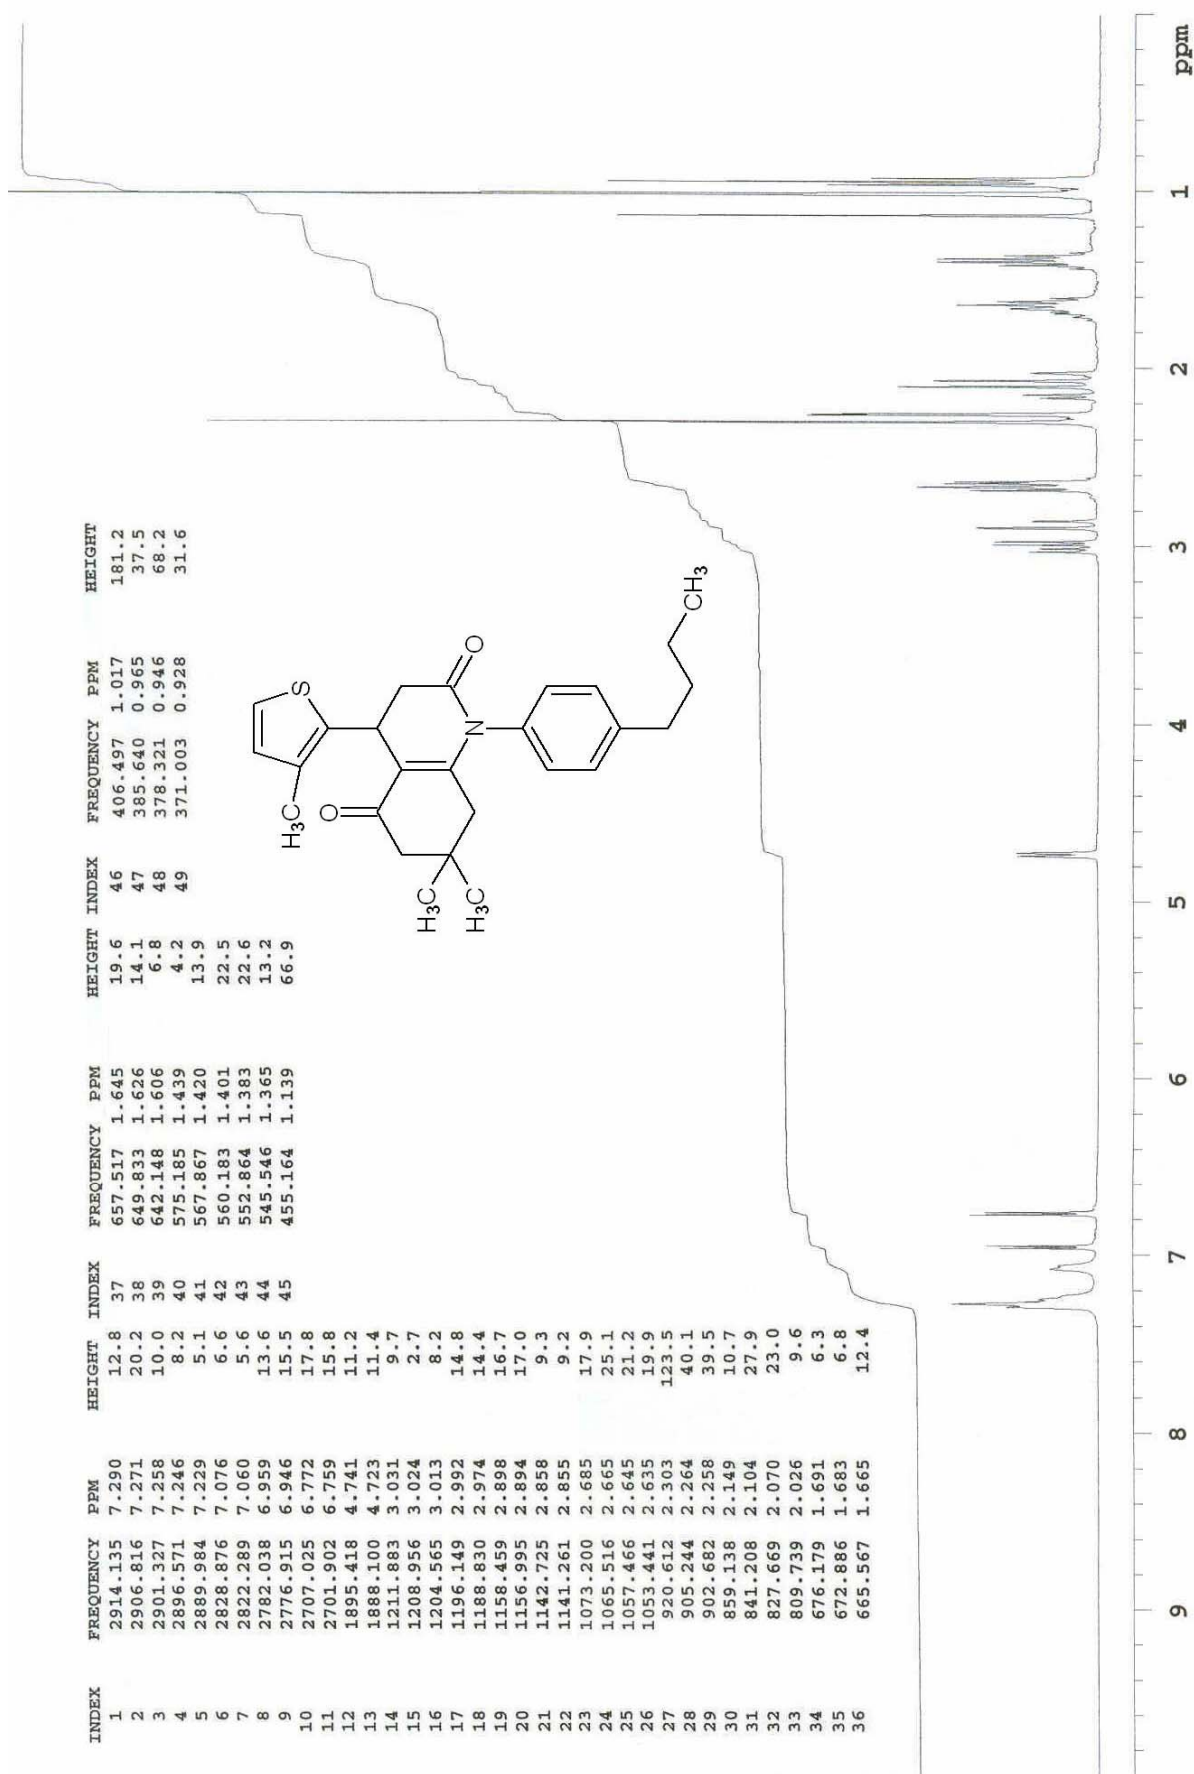 INDEX FREQUENCY PPM HEIGHT INDEX FREQUENCY PPM HEIGHT INDEX FREQUENCY PPM HEIGHT
1 2914.135 7.290 12.8 37 657.517 1.645 19.6 46 406.497 1.017 181.2
2 2906.816 7.271 20.2 38 649.833 1.626 14.1 47 385.640 0.965 37.5
3 2901.327 7.258 10.0 39 642.148 1.606 6.8 48 378.321 0.946 68.2
4 2896.571 7.246 8.2 40 575.185 1.439 4.2 49 371.003 0.928 31.6
5 2889.984 7.229 5.1 41 567.867 1.420 13.9
6 2828.876 7.076 6.6 42 560.183 1.401 22.5
7 2822.289 7.060 5.6 43 552.864 1.383 22.6
8 2782.038 6.959 13.6 44 545.546 1.365 13.2
9 2776.915 6.946 15.5 45 455.164 1.139 66.9
10 2707.025 6.772 17.8
11 2701.902 6.759 15.8
12 1895.418 4.741 11.2
13 1888.100 4.723 11.4
14 1211.883 3.031 9.7
15 1208.956 3.024 2.7
16 1204.565 3.013 8.2
17 1196.149 2.992 14.8
18 1188.830 2.974 14.4
19 1158.459 2.898 16.7
20 1156.995 2.894 17.0
21 1142.725 2.858 9.3
22 1141.261 2.855 9.2
23 1073.200 2.685 17.9
24 1065.516 2.665 25.1
25 1057.466 2.645 21.2
26 1053.441 2.635 19.9
27 920.612 2.303 123.5
28 905.244 2.264 40.1
29 902.682 2.258 39.5
30 859.138 2.149 10.7
31 841.208 2.104 27.9
32 827.669 2.070 23.0
33 809.739 2.026 9.6
34 676.179 1.691 6.3
35 672.886 1.683 6.8
36 665.567 1.665 12.4
S
H3C
O
O
N
H3C
H3C
CH3
9 8 7 6 5 4 3 2 1 ppm